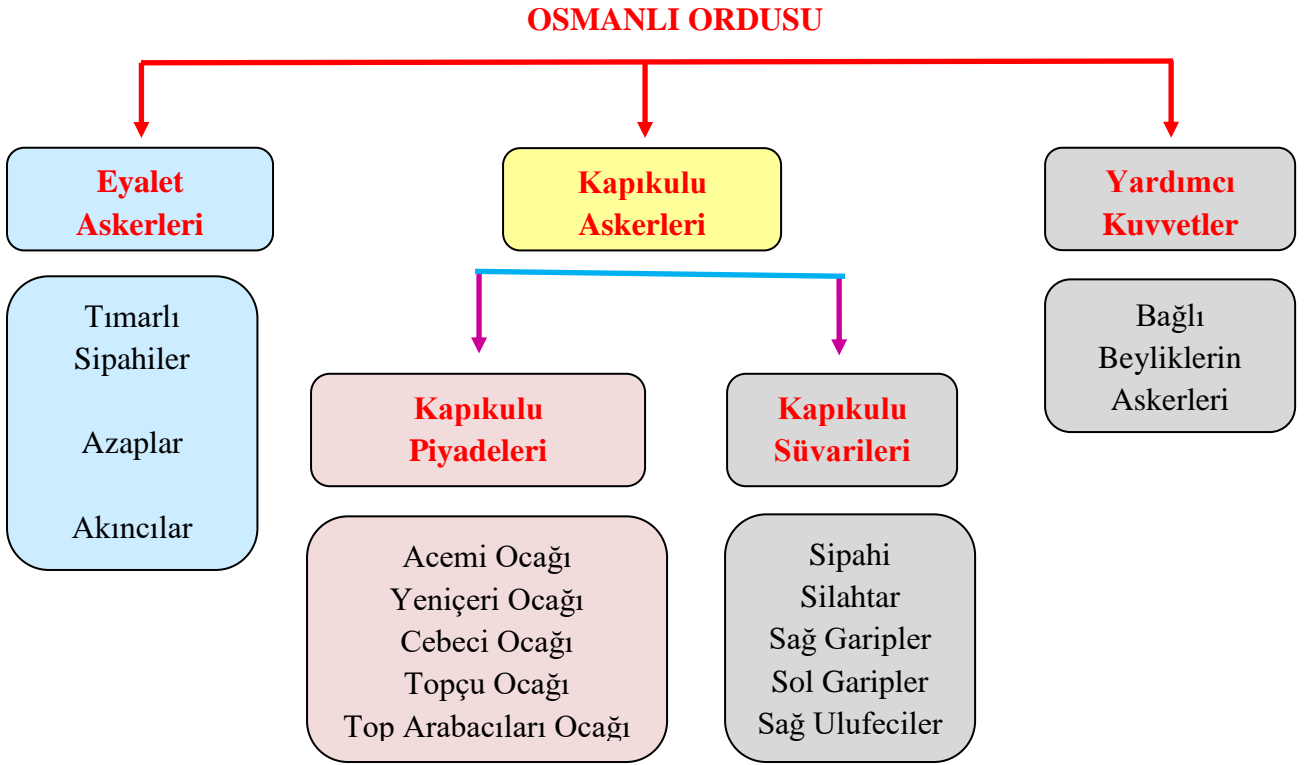 OSMANLI ORDUSU
Eyalet
Askerleri
Kapıkulu
Askerleri
Yardımcı
Kuvvetler
Tımarlı
Sipahiler
Azaplar
Akıncılar
Bağlı
Beyliklerin
Askerleri
Kapıkulu
Piyadeleri
Kapıkulu
Süvarileri
Acemi Ocağı
Yeniçeri Ocağı
Cebeci Ocağı
Topçu Ocağı
Top Arabacıları Ocağı
Sipahi
Silahtar
Sağ Garipler
Sol Garipler
Sağ Ulufeciler